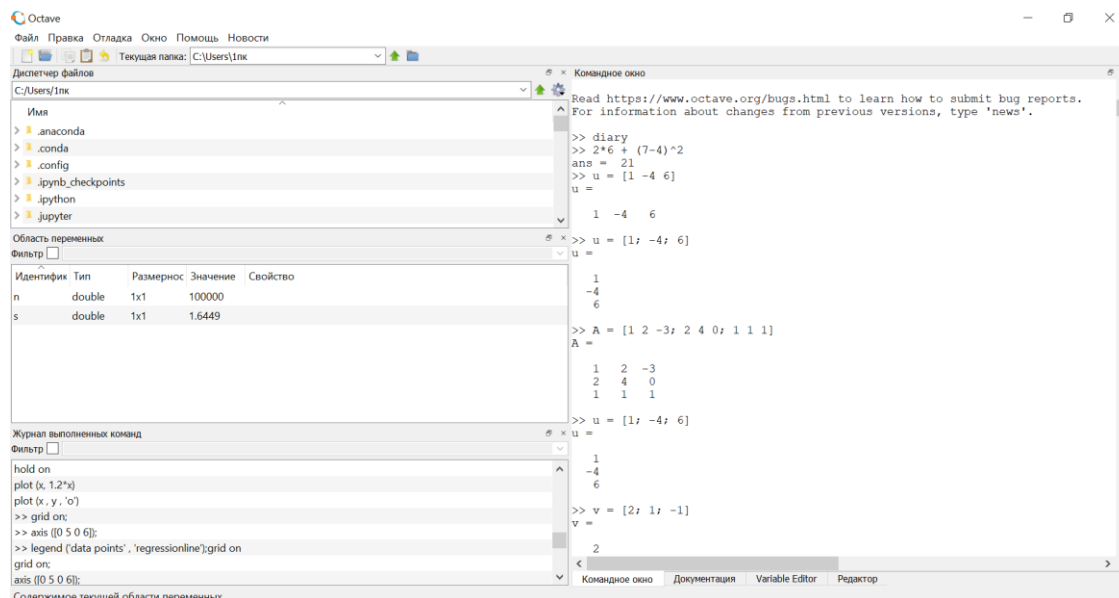 Octave
Файл Правка Отладка Окно Помощь Новости
Текущая папка: C:\Users\1пк
Диспетчер файлов
C:/Users/1пк
Имя
.anaconda
.conda
.config
.ipynb_checkpoints
.ipython
.jupyter
Область переменных
Фильтр
Идентифик Тип Размернос Значение Свойство
n double 1x1 100000
s double 1x1 1.6449
Журнал выполненных команд
Фильтр
hold on
plot (x, 1.2*x)
plot (x , y , 'o')
>> grid on;
>> axis ([0 5 0 6]);
>> legend ('data points' , 'regressionline');grid on
grid on;
axis ([0 5 0 6]);
Содержимое текущей области переменных
Командное окно
Read https://www.octave.org/bugs.html to learn how to submit bug reports.
For information about changes from previous versions, type 'news'.
>> diary
>> 2*6 + (7-4)^2
ans = 21
>> u = [1 -4 6]
u =
1 -4 6
>> u = [1; -4; 6]
u =
1
-4
6
>> A = [1 2 -3; 2 4 0; 1 1 1]
A =
1 2 -3
2 4 0
1 1 1
>> u = [1; -4; 6]
u =
1
-4
6
>> v = [2; 1; -1]
v =
2
Командное окно Документация Variable Editor Редактор